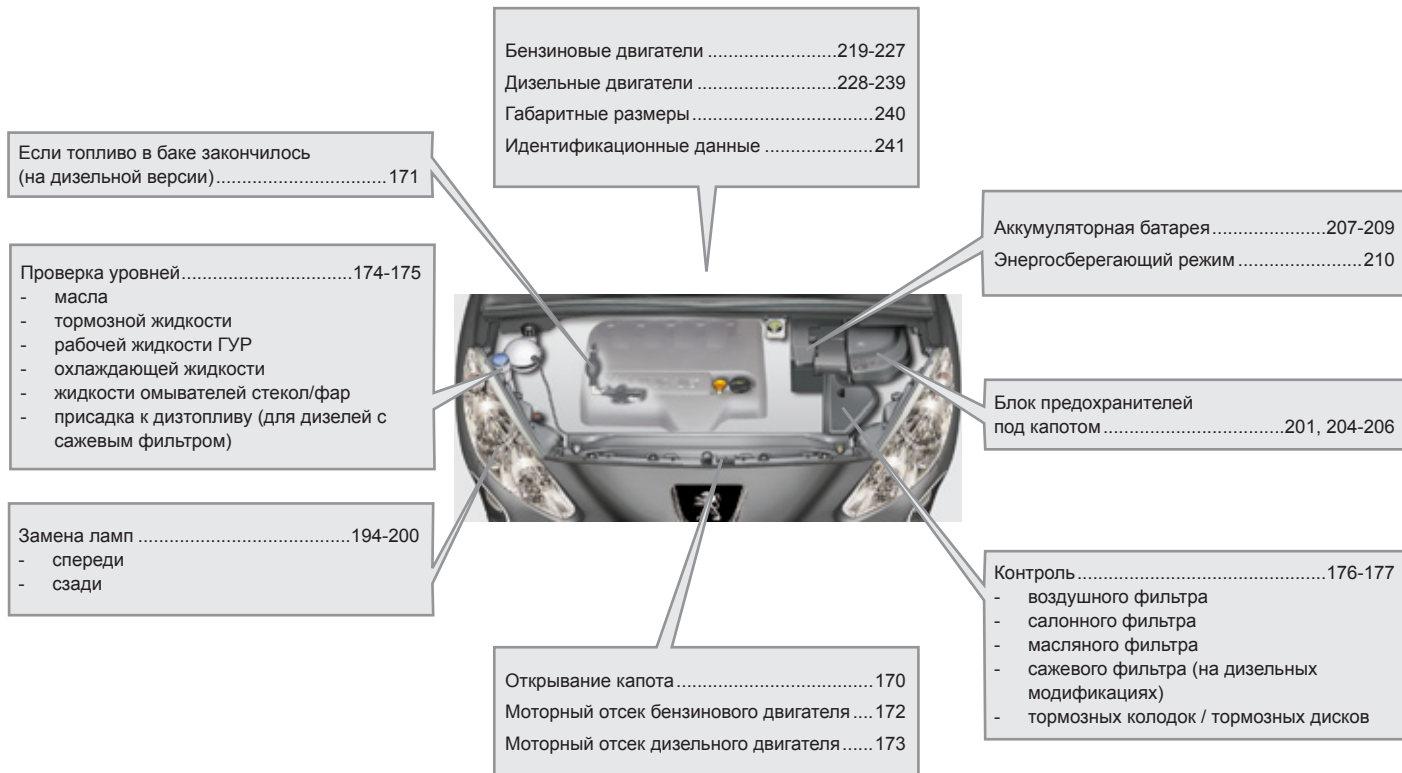 Бензиновые двигатели .........................219-227
Дизельные двигатели ...........................228-239
Габаритные размеры...................................240
Идентификационные данные .....................241
Если топливо в баке закончилось
(на дизельной версии).................................171
Проверка уровней.................................174-175
- масла
- тормозной жидкости
- рабочей жидкости ГУР
- охлаждающей жидкости
- жидкости омывателей стекол/фар
- присадка к дизтопливу (для дизелей с
сажевым фильтром)
Замена ламп .........................................194-200
- спереди
- сзади
Аккумуляторная батарея......................207-209
Энергосберегающий режим ........................210
Блок предохранителей
под капотом...................................201, 204-206
Контроль................................................176-177
- воздушного фильтра
- салонного фильтра
- масляного фильтра
- сажевого фильтра (на дизельных
модификациях)
- тормозных колодок / тормозных дисков
Открывание капота......................................170
Моторный отсек бензинового двигателя....172
Моторный отсек дизельного двигателя......173